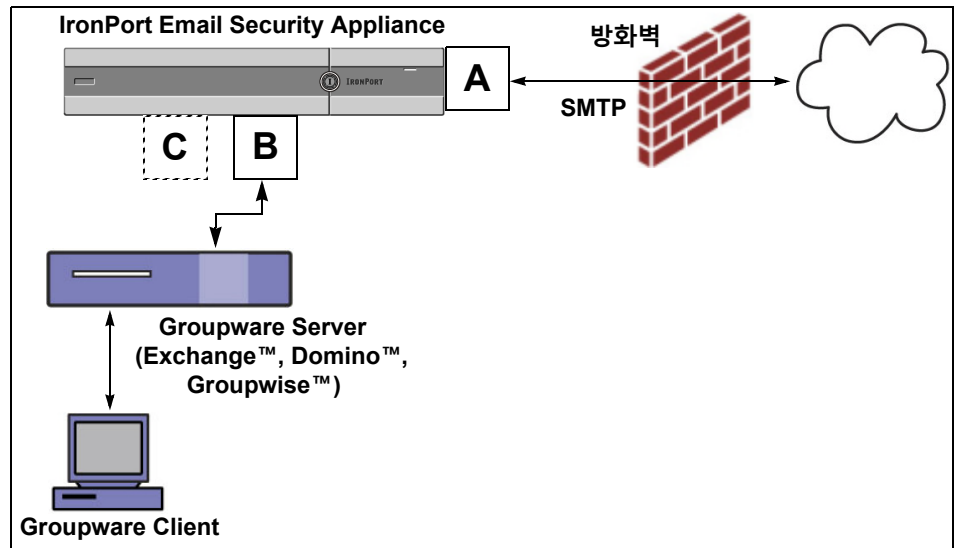 IronPort Email Security Appliance
방화벽
IRONPORT
A
SMTP
C
B
Groupware Server
(Exchange™, Domino™,
Groupwise™)
Groupware Client